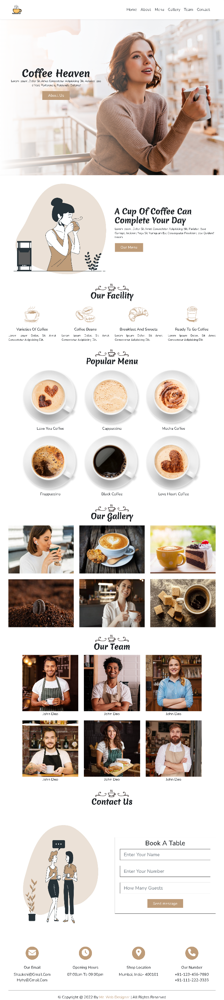 Home About Menu Gallery Team Contact
Coffee Heaven
Lorem Ipsum, Dolor Sit Amet Consectetur Adipisicing Elit. Adipisci Ipsa
Vero Perferendis, Reiciendis Dolores!
About Us
A Cup Of Coffee Can
Complete Your Day
Lorem Ipsum, Dolor Sit Amet Consectetur Adipisicing Elit. Pariatur, Esse
Corrupti, Incidunt Fuga Sit Numquam Est Consequatur Provident Ipsa Quidem!
Lorem
Our Menu
Our Facility
Varieties Of Coffee
Lorem Ipsum Dolor, Sit Amet
Consectetur Adipisicing Elit.
Coffee Beans
Lorem Ipsum Dolor, Sit Amet
Consectetur Adipisicing Elit.
Breakfast And Sweets
Lorem Ipsum Dolor, Sit Amet
Consectetur Adipisicing Elit.
Ready To Go Coffee
Lorem Ipsum Dolor, Sit Amet
Consectetur Adipisicing Elit.
Popular Menu
Love You Coffee
Cappuccino
Mocha Coffee
Frappuccino
Black Coffee
Love Heart Coffee
Our Gallery
Our Team
John Deo
John Deo
John Deo
John Deo
John Deo
John Deo
Contact Us
Book A Table
Enter Your Name
Enter Your Number
How Many Guests
Send message
Our Email
Shaakshi@Gmail.Com
Hyhy@Gmail.Com
Opening Hours
07:00am To 09:00pm
Shop Location
Mumbai, India- 400101
Our Number
+91-123-456-7890
+91-111-222-3333
© Copyright @ 2022 By Mr. Web Designer | All Rights Reserved